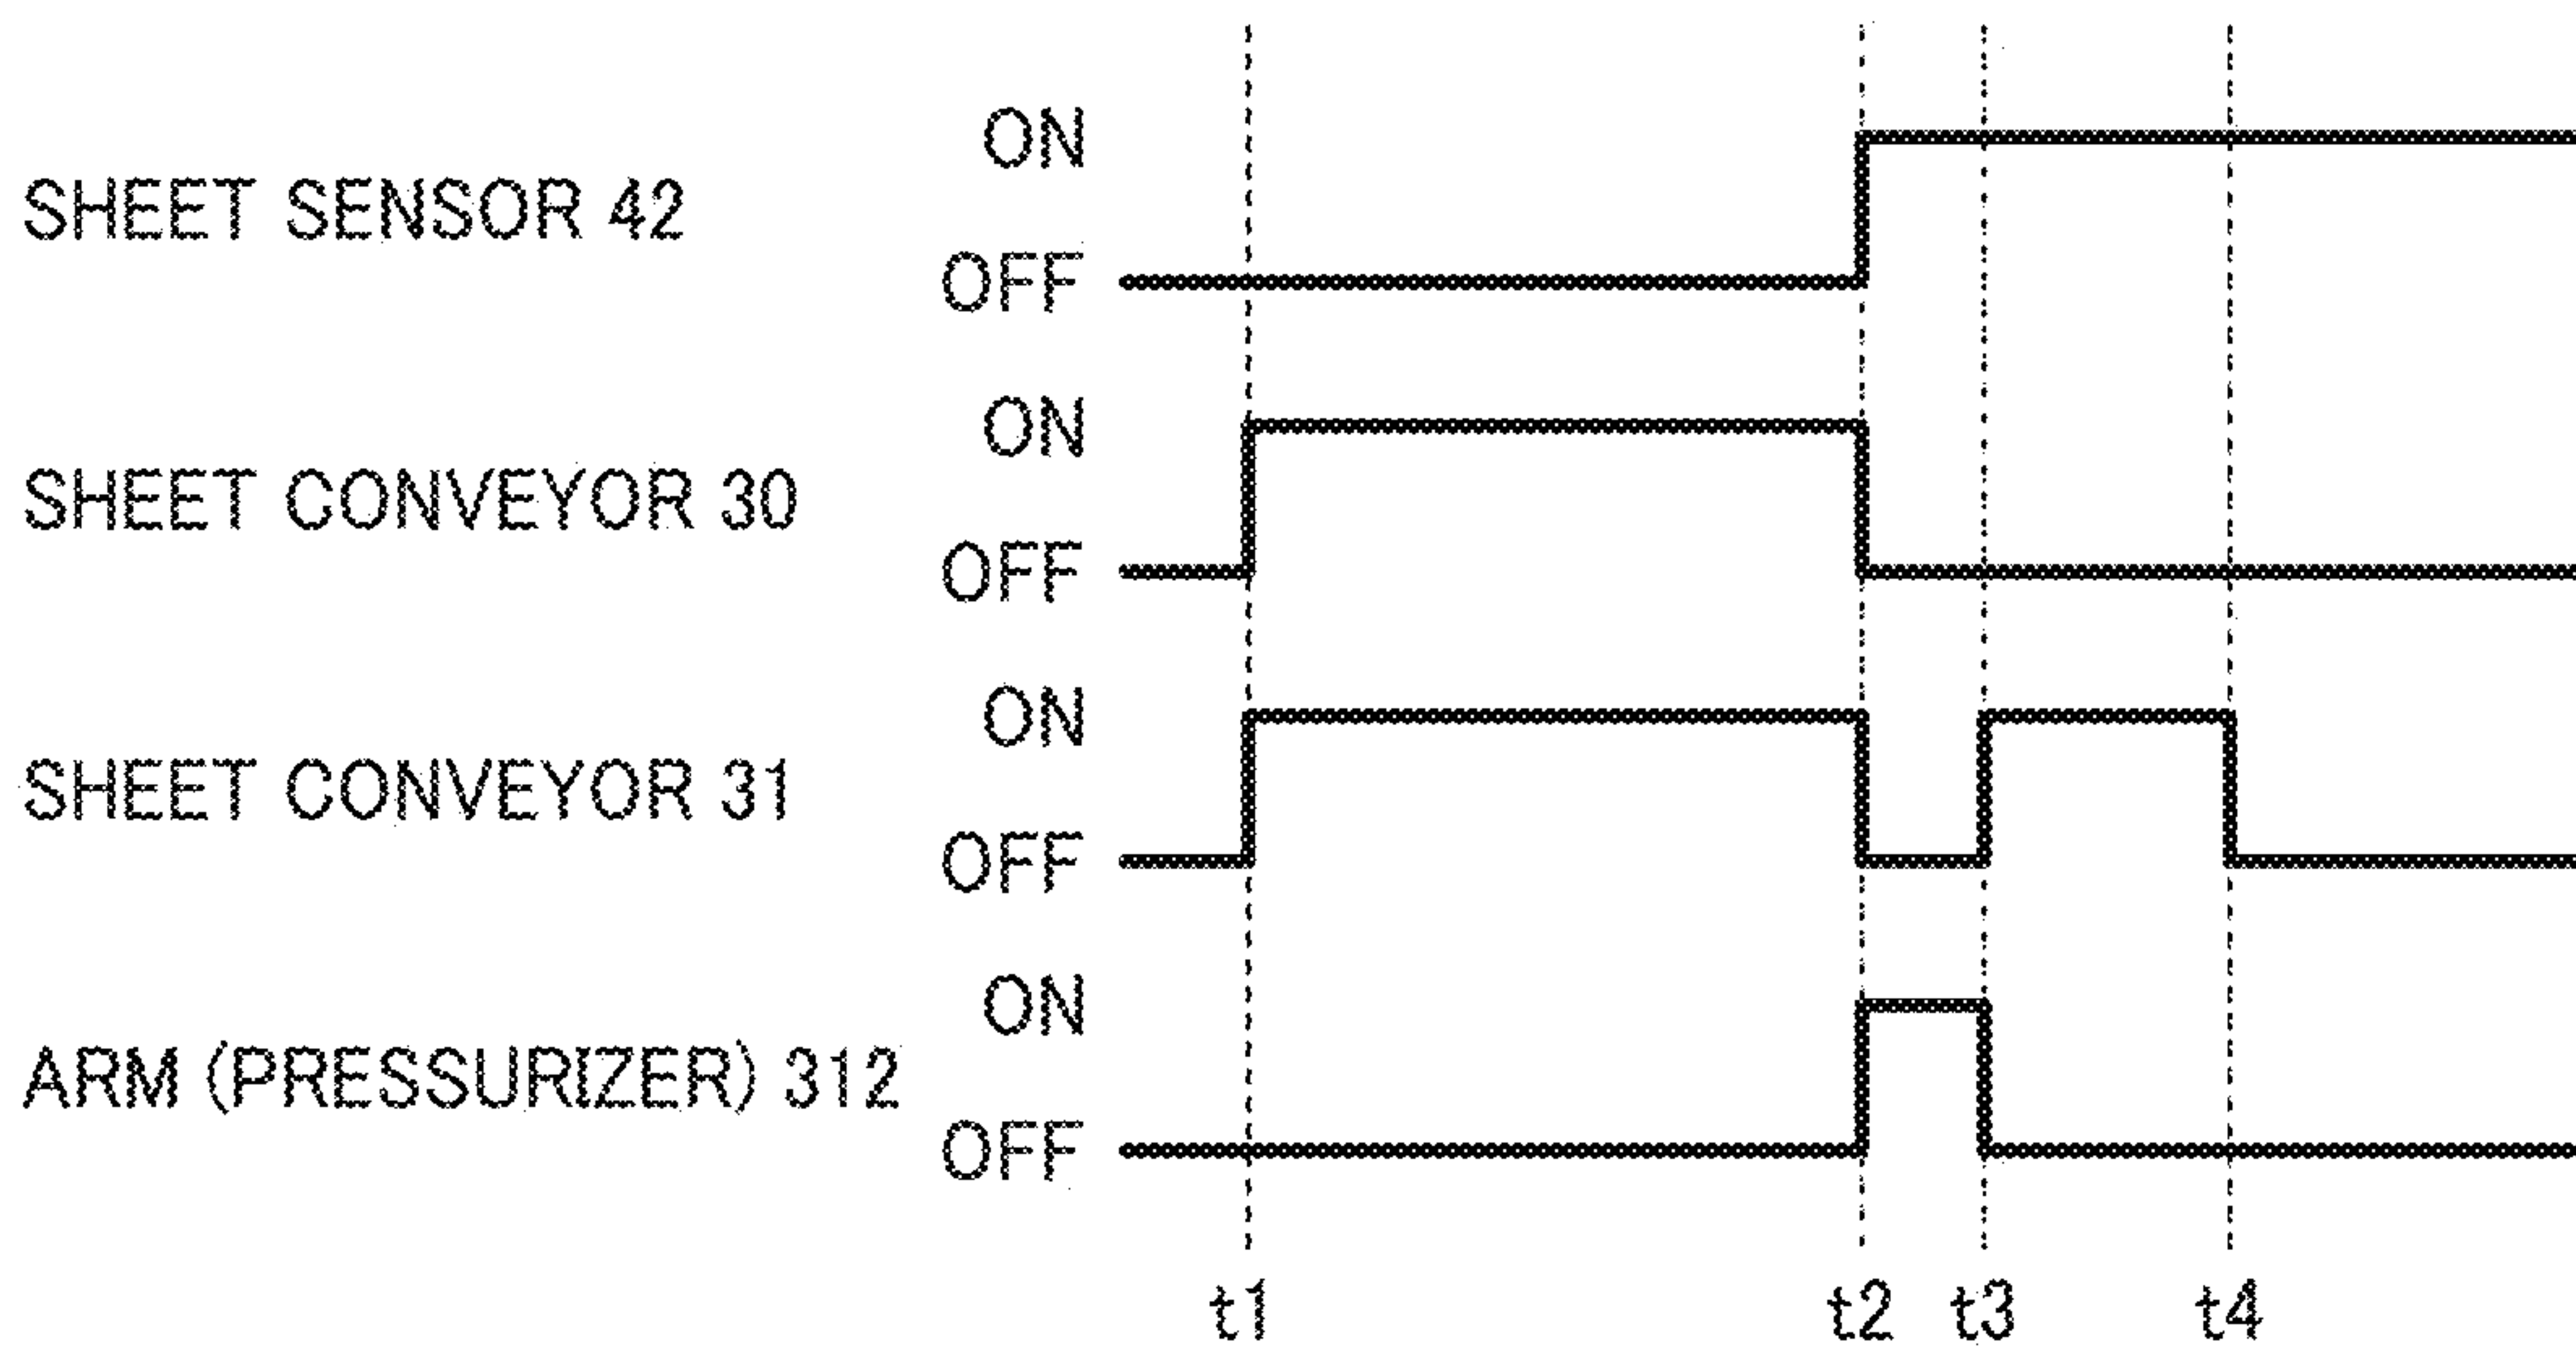 ON
SHEET SENSOR 42
OFF
ON
SHEET CONVEYOR 30
OFF
ON
SHEET CONVEYOR 31
OFF
ON
ARM (PRESSURIZER) 312
OFF
t1 t2 t3 t4